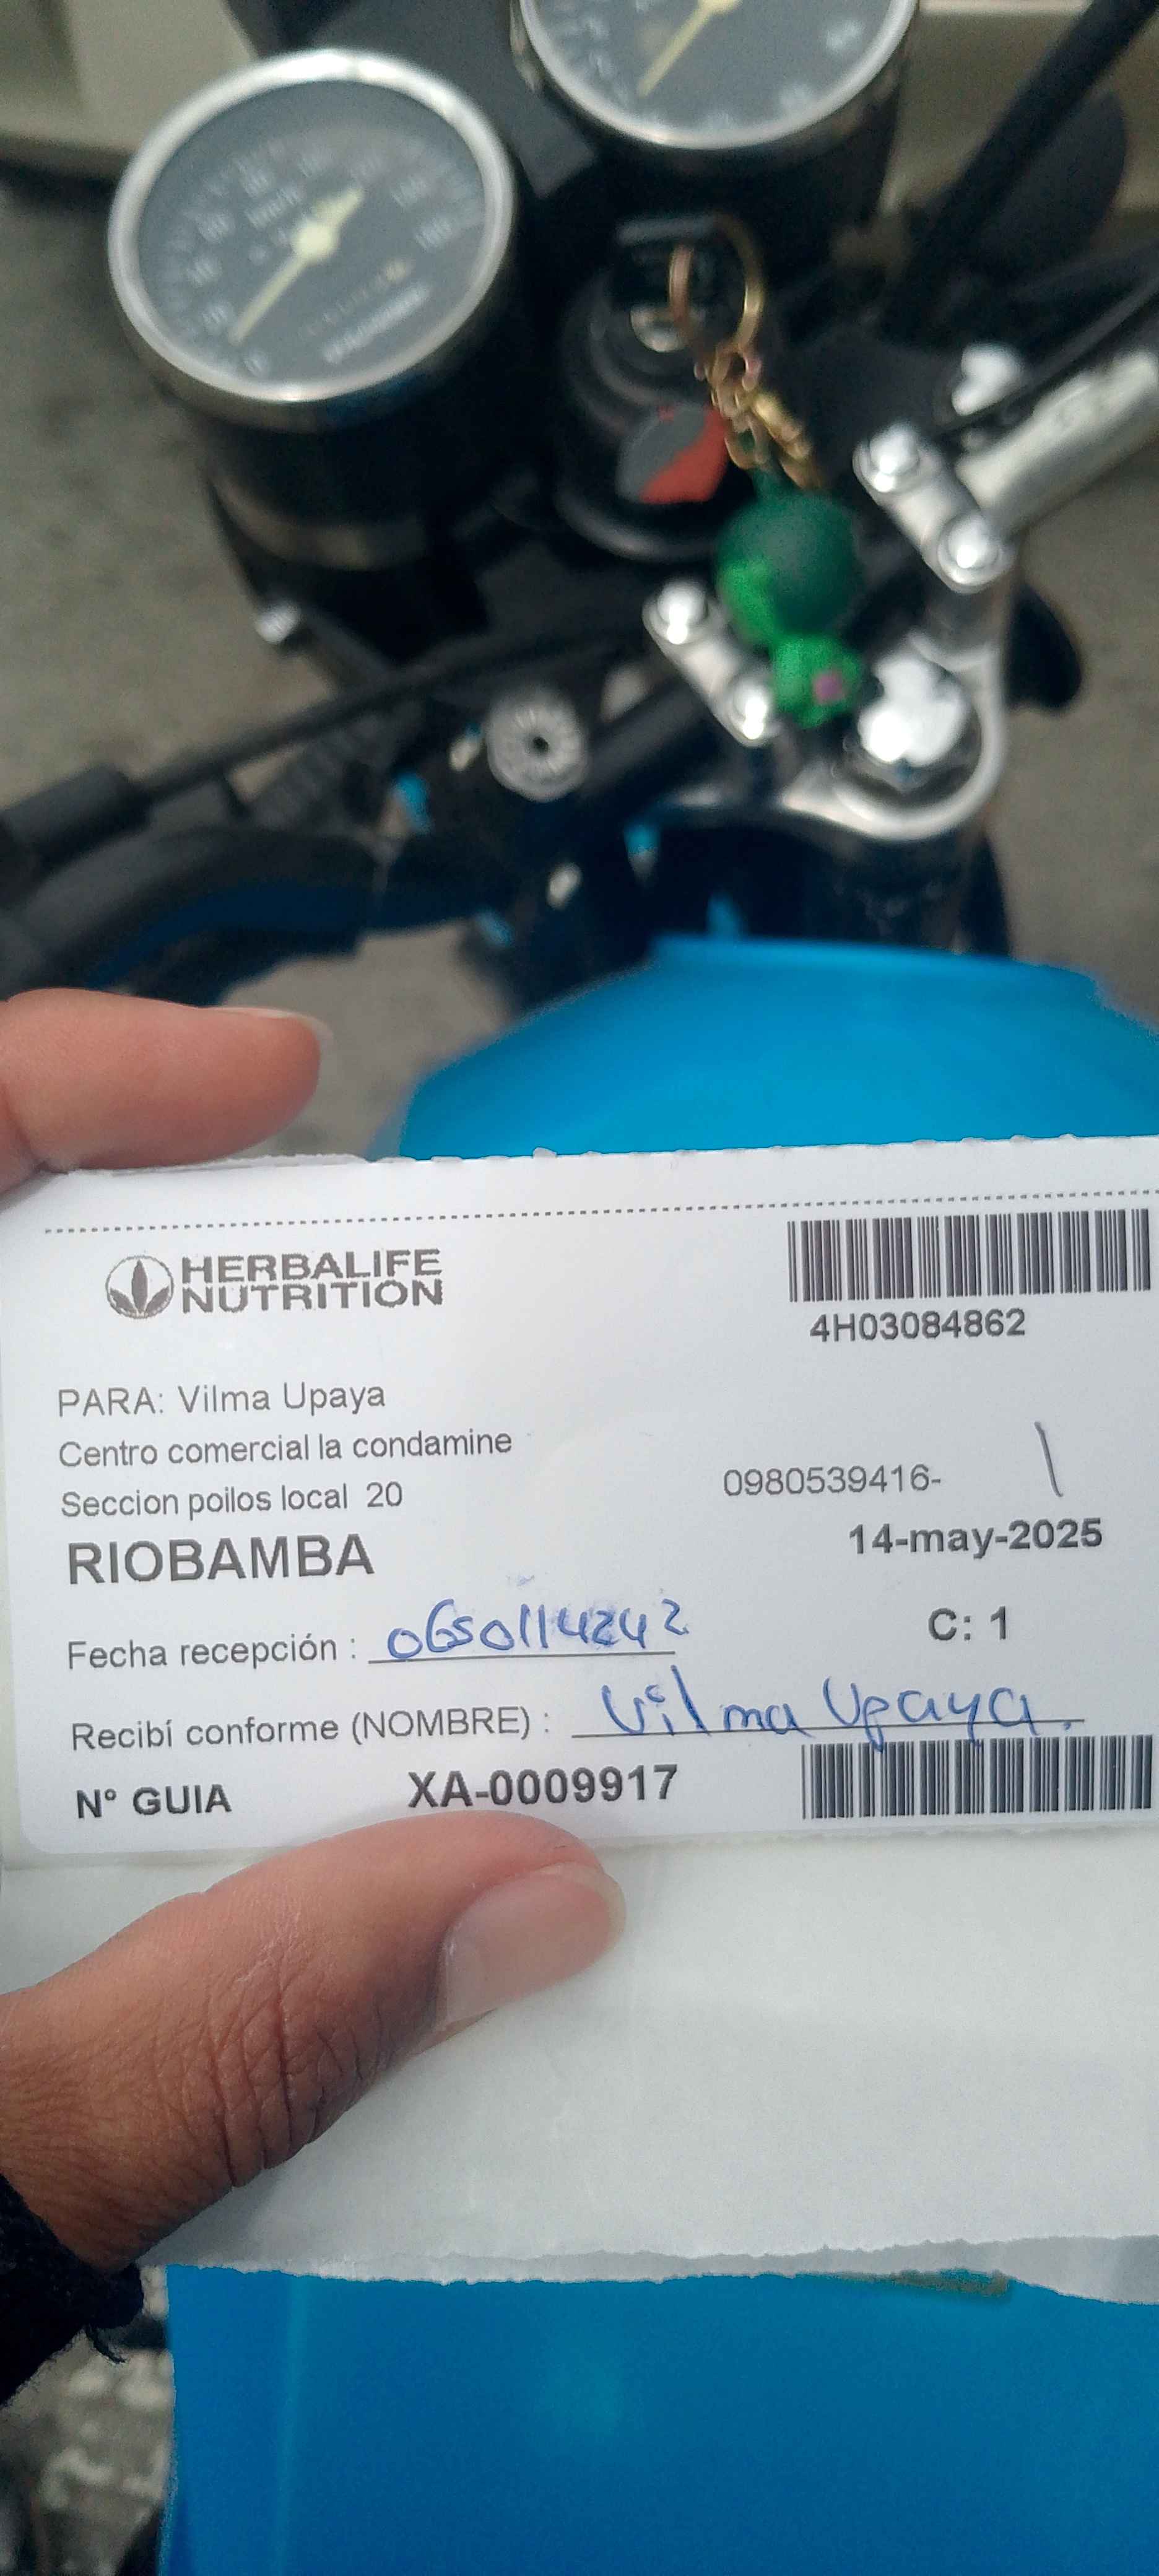 HERBALIFE
NUTRITION
4H03084862
PARA: Vilma Upaya
Centro comercial la condamine
Seccion poilos local 20
0980539416-
RIOBAMBA
14-may-2025
Fecha recepción : 0650114242
C: 1
Recibí conforme (NOMBRE) : Vilma Upaya.
N° GUIA XA-0009917